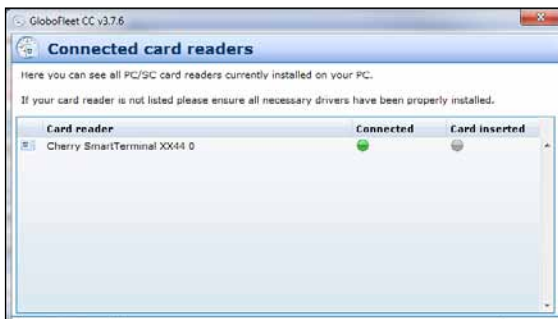 GloboFleet CC v3.7.6
Connected card readers
Here you can see all PC/SC card readers currently installed on your PC.
If your card reader is not listed please ensure all necessary drivers have been properly installed.
Card reader Connected Card inserted
Cherry SmartTerminal XX44 0